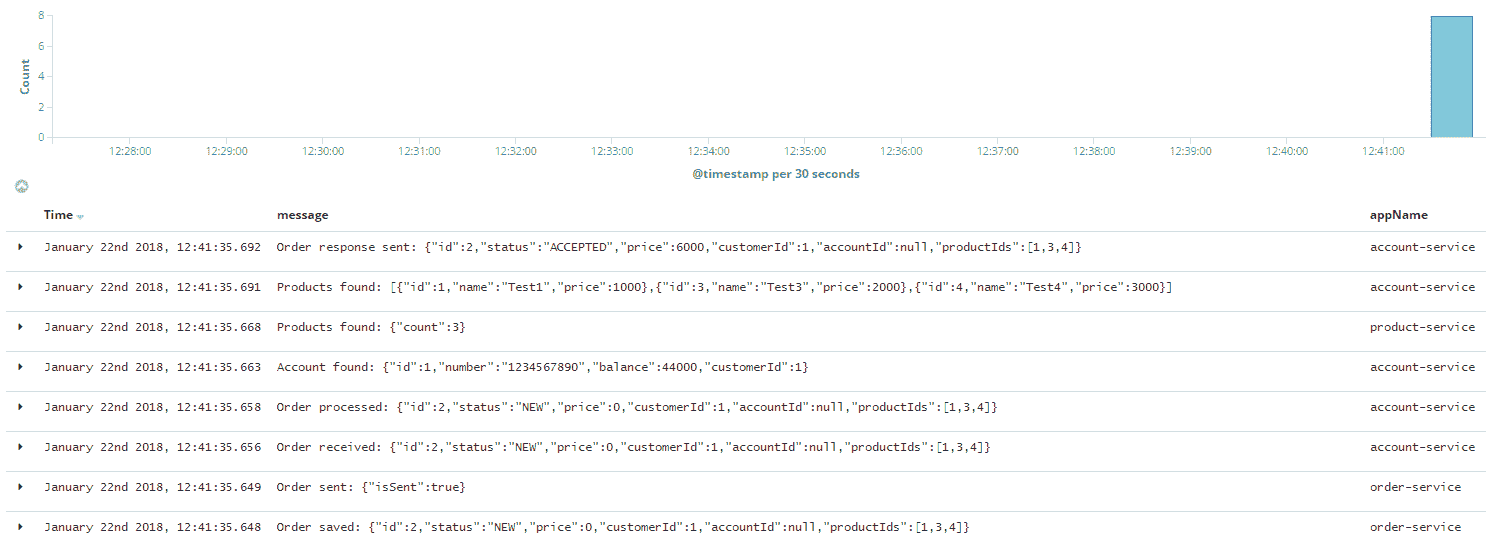 8
6
4
2
0
Count
12:28:00 12:29:00 12:30:00 12:31:00 12:32:00 12:33:00 12:34:00 12:35:00 12:36:00 12:37:00 12:38:00 12:39:00 12:40:00 12:41:00
@timestamp per 30 seconds
Time message appName
January 22nd 2018, 12:41:35.692 Order response sent: {"id":2,"status":"ACCEPTED","price":6000,"customerId":1,"accountId":null,"productIds":[1,3,4]} account-service
January 22nd 2018, 12:41:35.691 Products found: [{"id":1,"name":"Test1","price":1000},{"id":3,"name":"Test3","price":2000},{"id":4,"name":"Test4","price":3000}] account-service
January 22nd 2018, 12:41:35.668 Products found: {"count":3} product-service
January 22nd 2018, 12:41:35.663 Account found: {"id":1,"number":"1234567890","balance":44000,"customerId":1} account-service
January 22nd 2018, 12:41:35.658 Order processed: {"id":2,"status":"NEW","price":0,"customerId":1,"accountId":null,"productIds":[1,3,4]} account-service
January 22nd 2018, 12:41:35.656 Order received: {"id":2,"status":"NEW","price":0,"customerId":1,"accountId":null,"productIds":[1,3,4]} account-service
January 22nd 2018, 12:41:35.649 Order sent: {"isSent":true} order-service
January 22nd 2018, 12:41:35.648 Order saved: {"id":2,"status":"NEW","price":0,"customerId":1,"accountId":null,"productIds":[1,3,4]} order-service